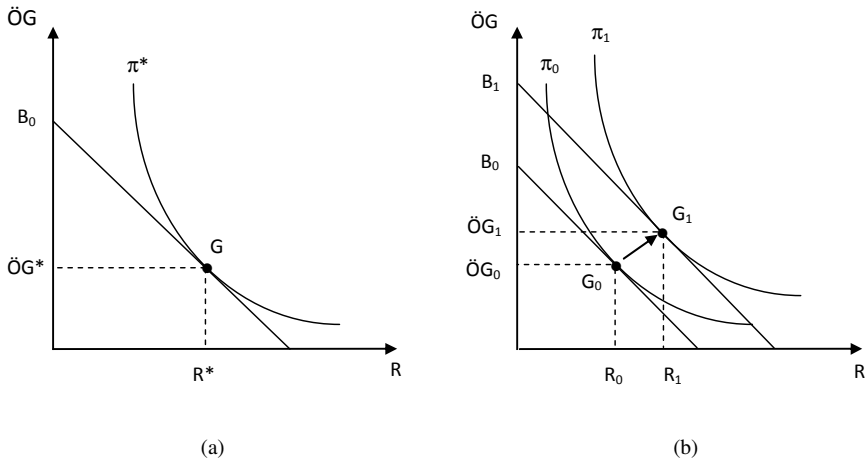 ÖG
π*
B₀
G
ÖG*
R*
R
(a)
ÖG
π₁
π₀
B₁
B₀
G₁
ÖG₁
ÖG₀
G₀
R₀
R₁
R
(b)